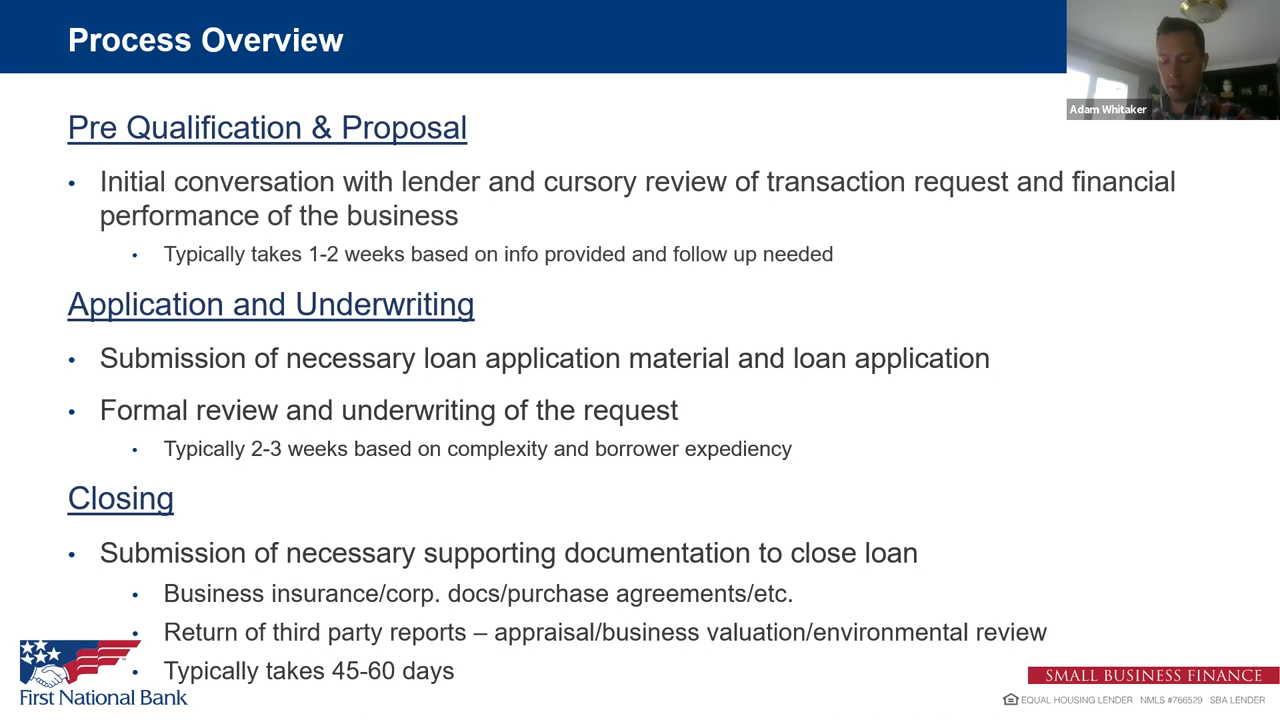 Process Overview
Adam Whitaker
Pre Qualification & Proposal
• Initial conversation with lender and cursory review of transaction request and financial
performance of the business
• Typically takes 1-2 weeks based on info provided and follow up needed
Application and Underwriting
• Submission of necessary loan application material and loan application
• Formal review and underwriting of the request
• Typically 2-3 weeks based on complexity and borrower expediency
Closing
• Submission of necessary supporting documentation to close loan
• Business insurance/corp. docs/purchase agreements/etc.
• Return of third party reports – appraisal/business valuation/environmental review
• Typically takes 45-60 days
First National Bank
SMALL BUSINESS FINANCE
EQUAL HOUSING LENDER NMLS #766529 SBA LENDER